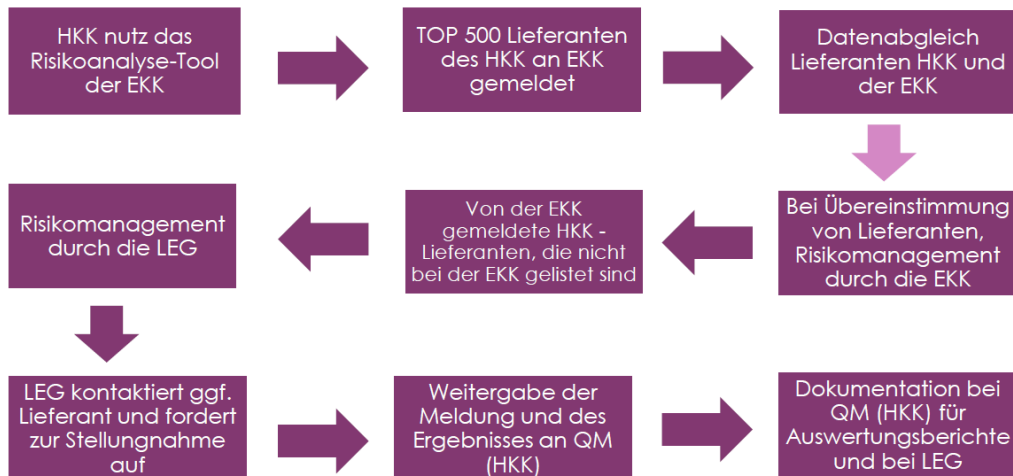 HKK nutzt das
Risikoanalyse-Tool
der EKK
TOP 500 Lieferanten
des HKK an EKK
gemeldet
Datenabgleich
Lieferanten HKK und
der EKK
Bei Übereinstimmung
von Lieferanten,
Risikomanagement
durch die EKK
Von der EKK
gemeldete HKK -
Lieferanten, die nicht
bei der EKK gelistet sind
Risikomanagement
durch die LEG
LEG kontaktiert ggf.
Lieferant und fordert
zur Stellungnahme
auf
Weitergabe der
Meldung und des
Ergebnisses an QM
(HKK)
Dokumentation bei
QM (HKK) für
Auswertungsberichte
und bei LEG